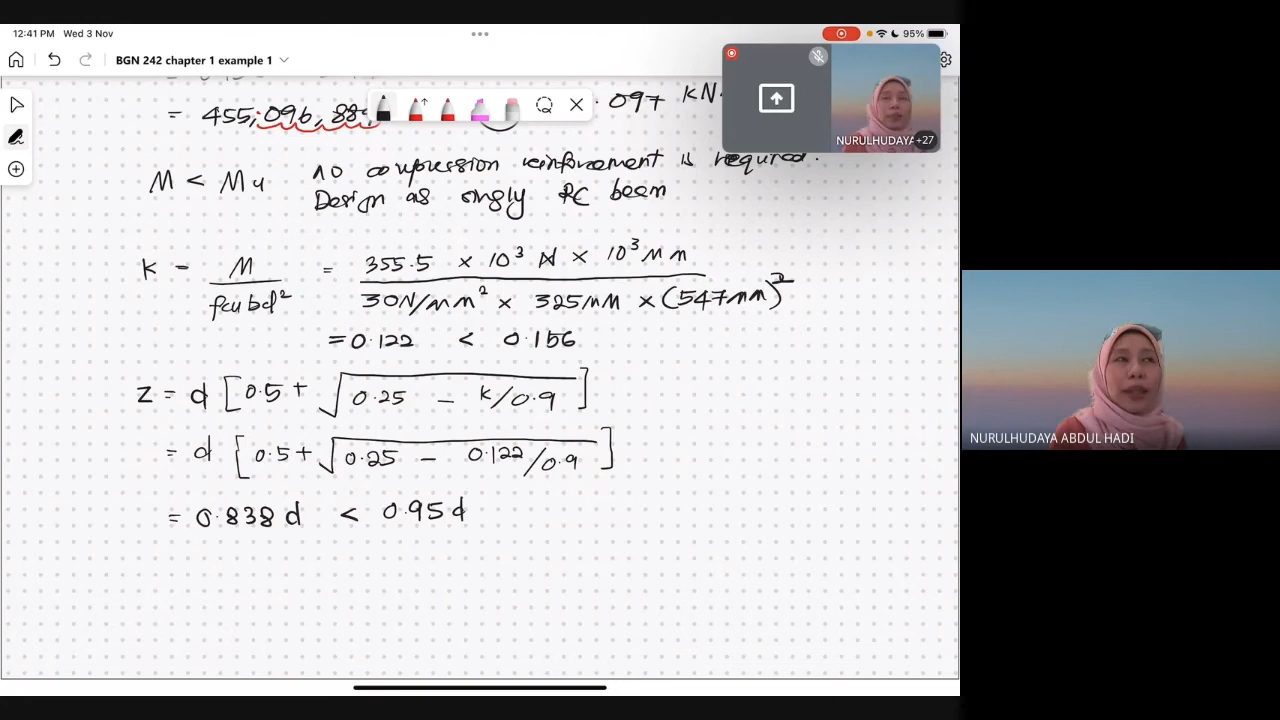 12:41 PM Wed 3 Nov
95%
BGN 242 chapter 1 example 1
= 455,096,88
.097 kN.
NURULHUDAYA +27
M < Mu no compression reinforcement is required.
Design as singly RC beam
K = M / fcu bd² = 355.5 × 10³ N × 10³ mm / 30N/mm² × 325mm × (547mm)²
= 0.122 < 0.156
z = d [0.5 + √0.25 - k/0.9]
= d [0.5 + √0.25 - 0.122/0.9]
= 0.838 d < 0.95 d
NURULHUDAYA ABDUL HADI